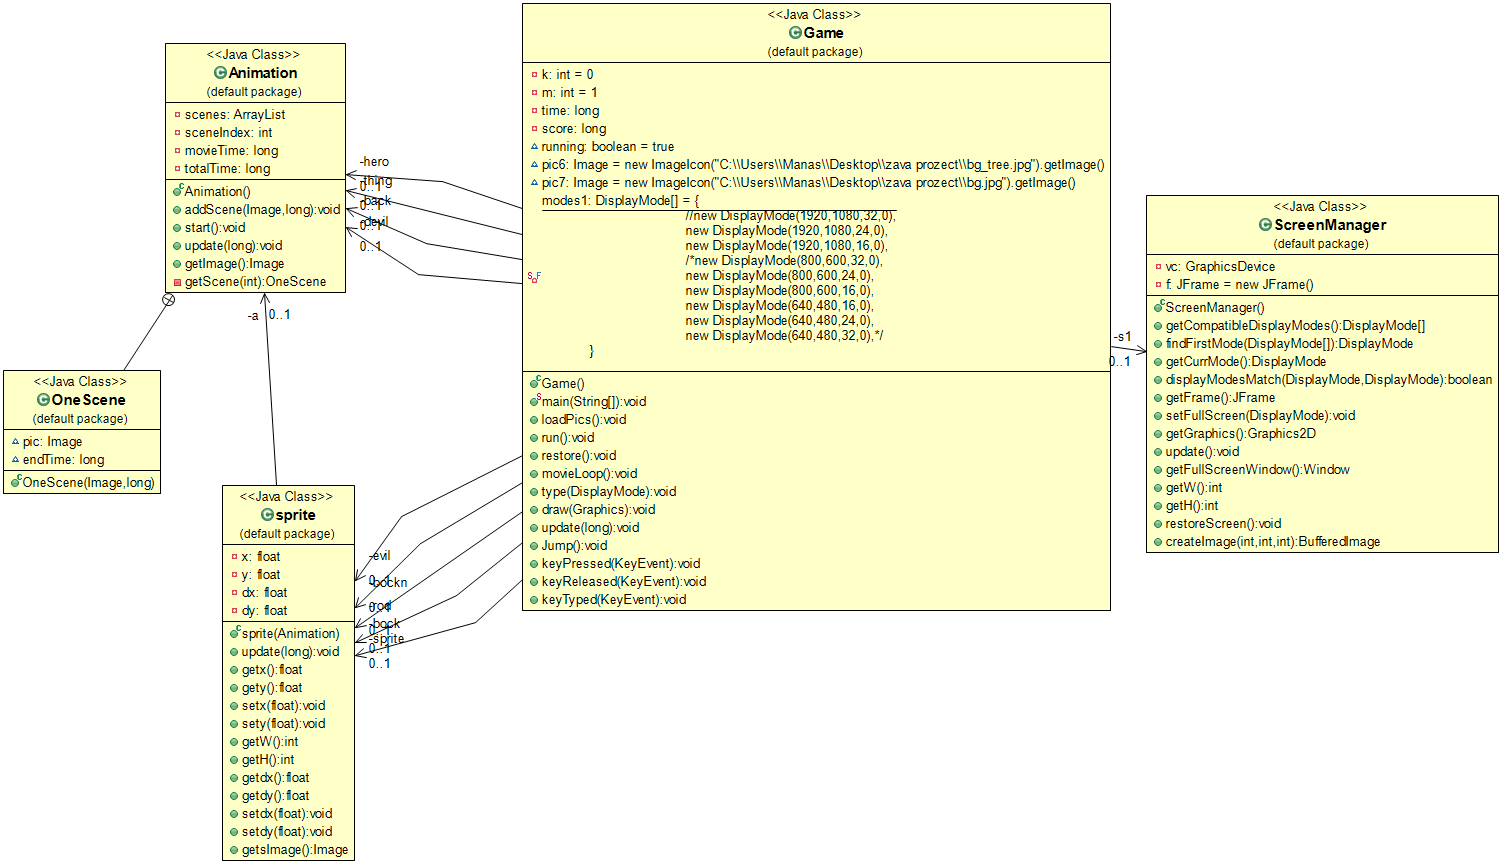 <<Java Class>>
Animation
(default package)
scenes: ArrayList
sceneIndex: int
movieTime: long
totalTime: long
Animation()
addScene(Image,long):void
start():void
update(long):void
getImage():Image
getScene(int):OneScene
<<Java Class>>
OneScene
(default package)
pic: Image
endTime: long
OneScene(Image,long)
-a
0..1
<<Java Class>>
sprite
(default package)
x: float
y: float
dx: float
dy: float
sprite(Animation)
update(long):void
getx():float
gety():float
setx(float):void
sety(float):void
getW():int
getH():int
getdx():float
getdy():float
setdx(float):void
setdy(float):void
getsImage():Image
-hero
-thing
0..1
-back
0..1
-devil
0..1
0..1
-evil
0..1
-bockn
-rod
0..1
-bock
0..1
-sprite
0..1
0..1
<<Java Class>>
Game
(default package)
k: int = 0
m: int = 1
time: long
score: long
running: boolean = true
pic6: Image = new ImageIcon("C:\\Users\\Manas\\Desktop\\zava prozect\\bg_tree.jpg").getImage()
pic7: Image = new ImageIcon("C:\\Users\\Manas\\Desktop\\zava prozect\\bg.jpg").getImage()
modes1: DisplayMode[] = {
//new DisplayMode(1920,1080,32,0),
new DisplayMode(1920,1080,24,0),
new DisplayMode(1920,1080,16,0),
/*new DisplayMode(800,600,32,0),
new DisplayMode(800,600,24,0),
new DisplayMode(800,600,16,0),
new DisplayMode(640,480,16,0),
new DisplayMode(640,480,24,0),
new DisplayMode(640,480,32,0),*/
}
Game()
main(String[]):void
loadPics():void
run():void
restore():void
movieLoop():void
type(DisplayMode):void
draw(Graphics):void
update(long):void
Jump():void
keyPressed(KeyEvent):void
keyReleased(KeyEvent):void
keyTyped(KeyEvent):void
-s1
0..1
<<Java Class>>
ScreenManager
(default package)
vc: GraphicsDevice
f: JFrame = new JFrame()
ScreenManager()
getCompatibleDisplayModes():DisplayMode[]
findFirstMode(DisplayMode[]):DisplayMode
getCurrMode():DisplayMode
displayModesMatch(DisplayMode,DisplayMode):boolean
getFrame():JFrame
setFullScreen(DisplayMode):void
getGraphics():Graphics2D
update():void
getFullScreenWindow():Window
getW():int
getH():int
restoreScreen():void
createImage(int,int,int):BufferedImage